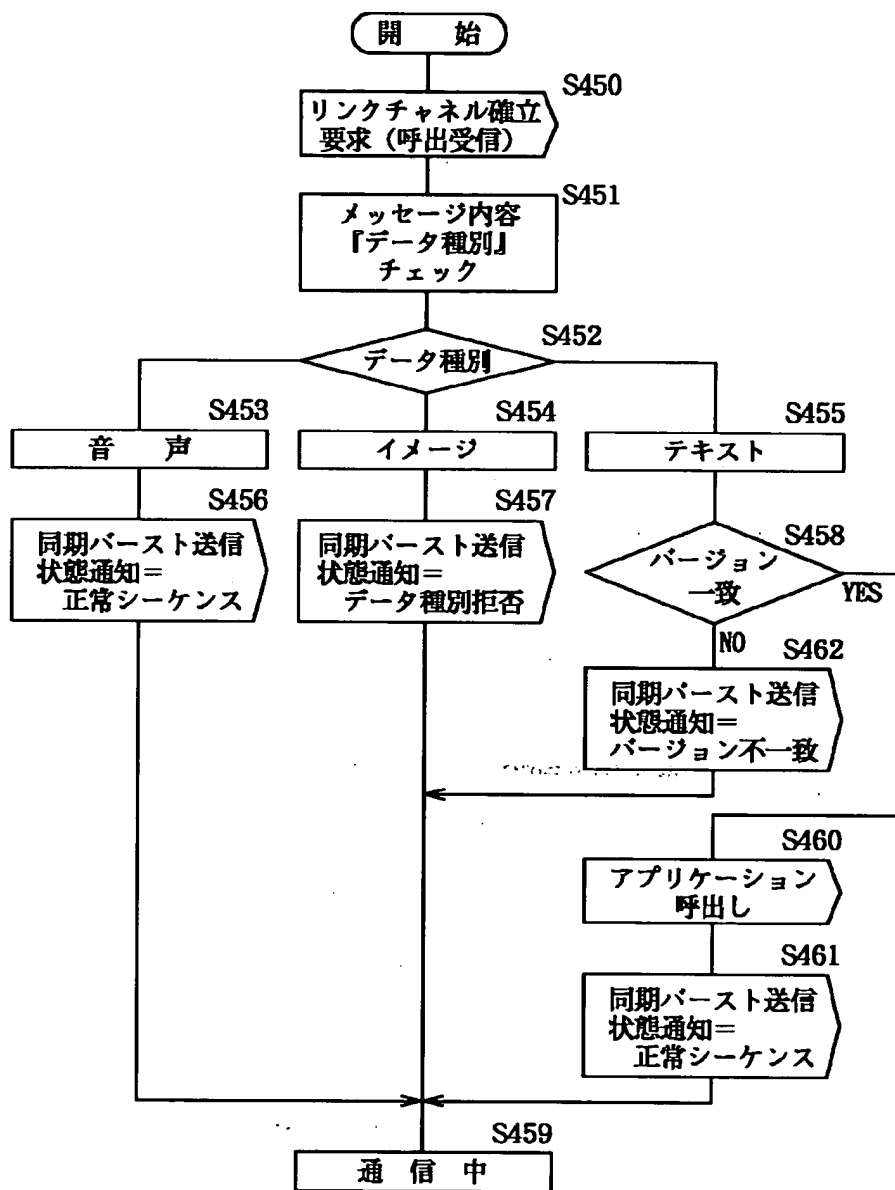 開 始
S450
リンクチャネル確立
要求（呼出受信）
S451
メッセージ内容
『データ種別』
チェック
S452
データ種別
S453
音 声
S454
イメージ
S455
テキスト
S456
同期バースト送信
状態通知＝
正常シーケンス
S457
同期バースト送信
状態通知＝
データ種別拒否
S458
バージョン
一致
YES
NO
S462
同期バースト送信
状態通知＝
バージョン不一致
S460
アプリケーション
呼出し
S461
同期バースト送信
状態通知＝
正常シーケンス
S459
通 信 中